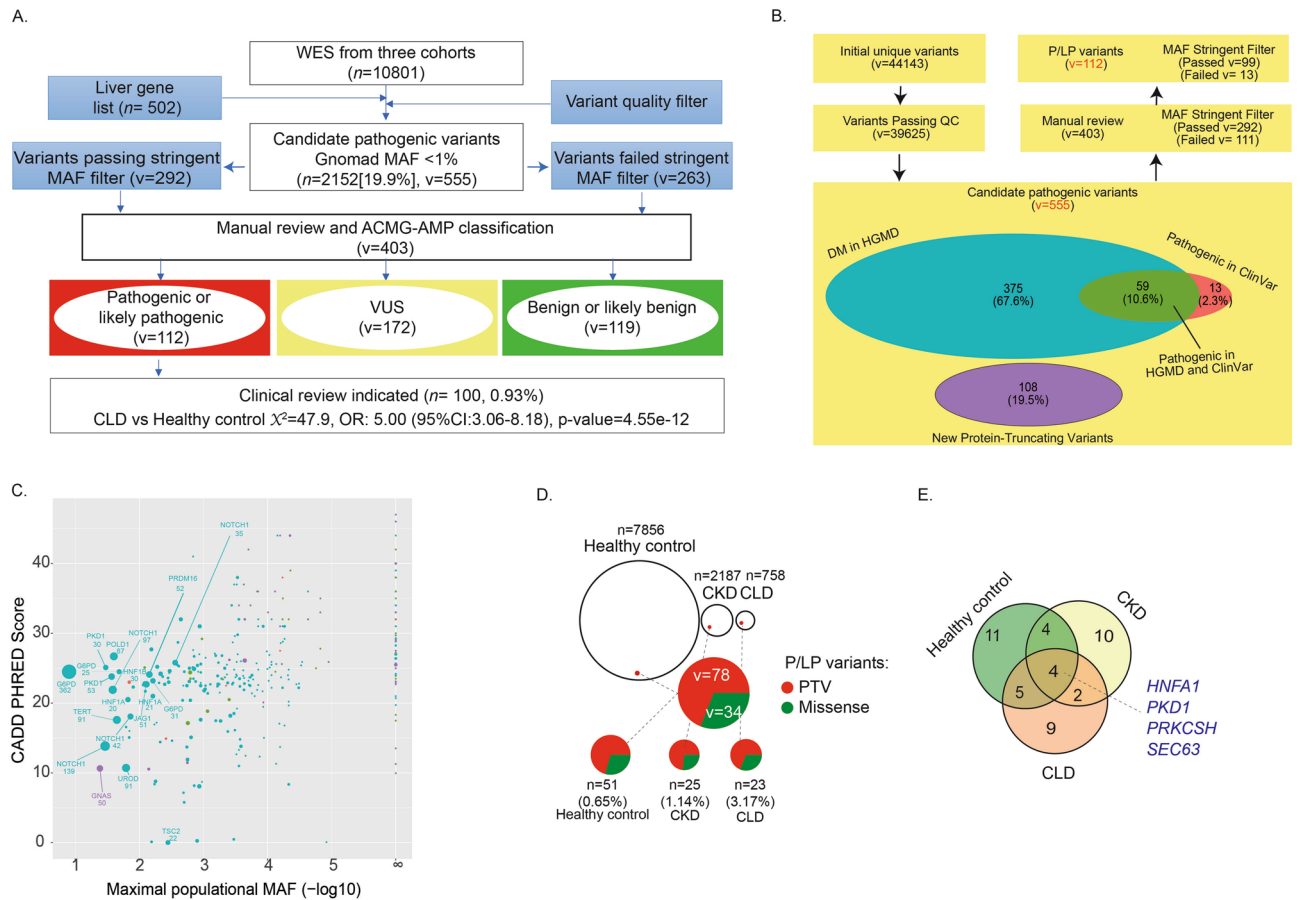 A.
WES from three cohorts
(n=10801)
Liver gene
list (n= 502)
Variant quality filter
Candidate pathogenic variants
Gnomad MAF <1%
(n=2152[19.9%], v=555)
Variants passing stringent
MAF filter (v=292)
Variants failed stringent
MAF filter (v=263)
Manual review and ACMG-AMP classification
(v=403)
Pathogenic or
likely pathogenic
(v=112)
VUS
(v=172)
Benign or likely benign
(v=119)
Clinical review indicated (n= 100, 0.93%)
CLD vs Healthy control X²=47.9, OR: 5.00 (95%CI:3.06-8.18), p-value=4.55e-12
B.
Initial unique variants
(v=44143)
P/LP variants
(v=112)
MAF Stringent Filter
(Passed v=99)
(Failed v= 13)
Variants Passing QC
(v=39625)
Manual review
(v=403)
MAF Stringent Filter
(Passed v=292)
(Failed v= 111)
Candidate pathogenic variants
(v=555)
DM in HGMD
Pathogenic in ClinVar
375
(67.6%)
59
(10.6%)
13
(2.3%)
Pathogenic in
HGMD and ClinVar
108
(19.5%)
New Protein-Truncating Variants
C.
CADD PHRED Score
40
30
20
10
0
NOTCH1
35
PRDM16
52
NOTCH1
97
PKD1
30
POLD1
87
G6PD
25
G6PD
362
PKD1
53
HNF1B
30
HNF1A
20
HNF1A
21
G6PD
31
TERT
91
JAG1
51
NOTCH1
42
NOTCH1
139
UROD
91
GNAS
50
TSC2
22
1
2
3
4
5
∞
Maximal populational MAF (−log10)
D.
n=7856
Healthy control
n=2187
CKD
n=758
CLD
P/LP variants:
PTV
Missense
v=78
v=34
n=51
(0.65%)
Healthy control
n=25
(1.14%)
CKD
n=23
(3.17%)
CLD
E.
Healthy control
CKD
CLD
11
4
10
4
5
2
9
HNFA1
PKD1
PRKCSH
SEC63